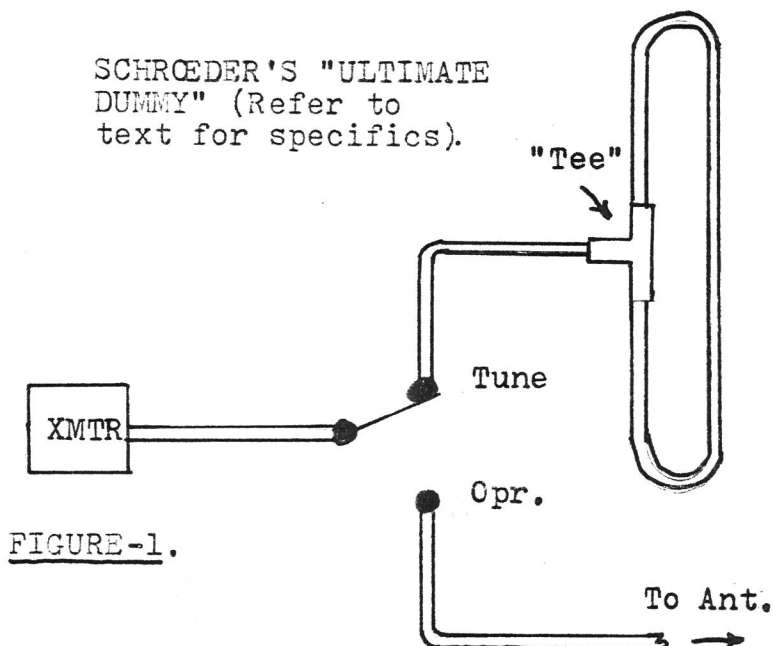 SCHRŒDER'S "ULTIMATE
DUMMY" (Refer to
text for specifics).
"Tee"
Tune
XMTR
Opr.
FIGURE-1.
To Ant.